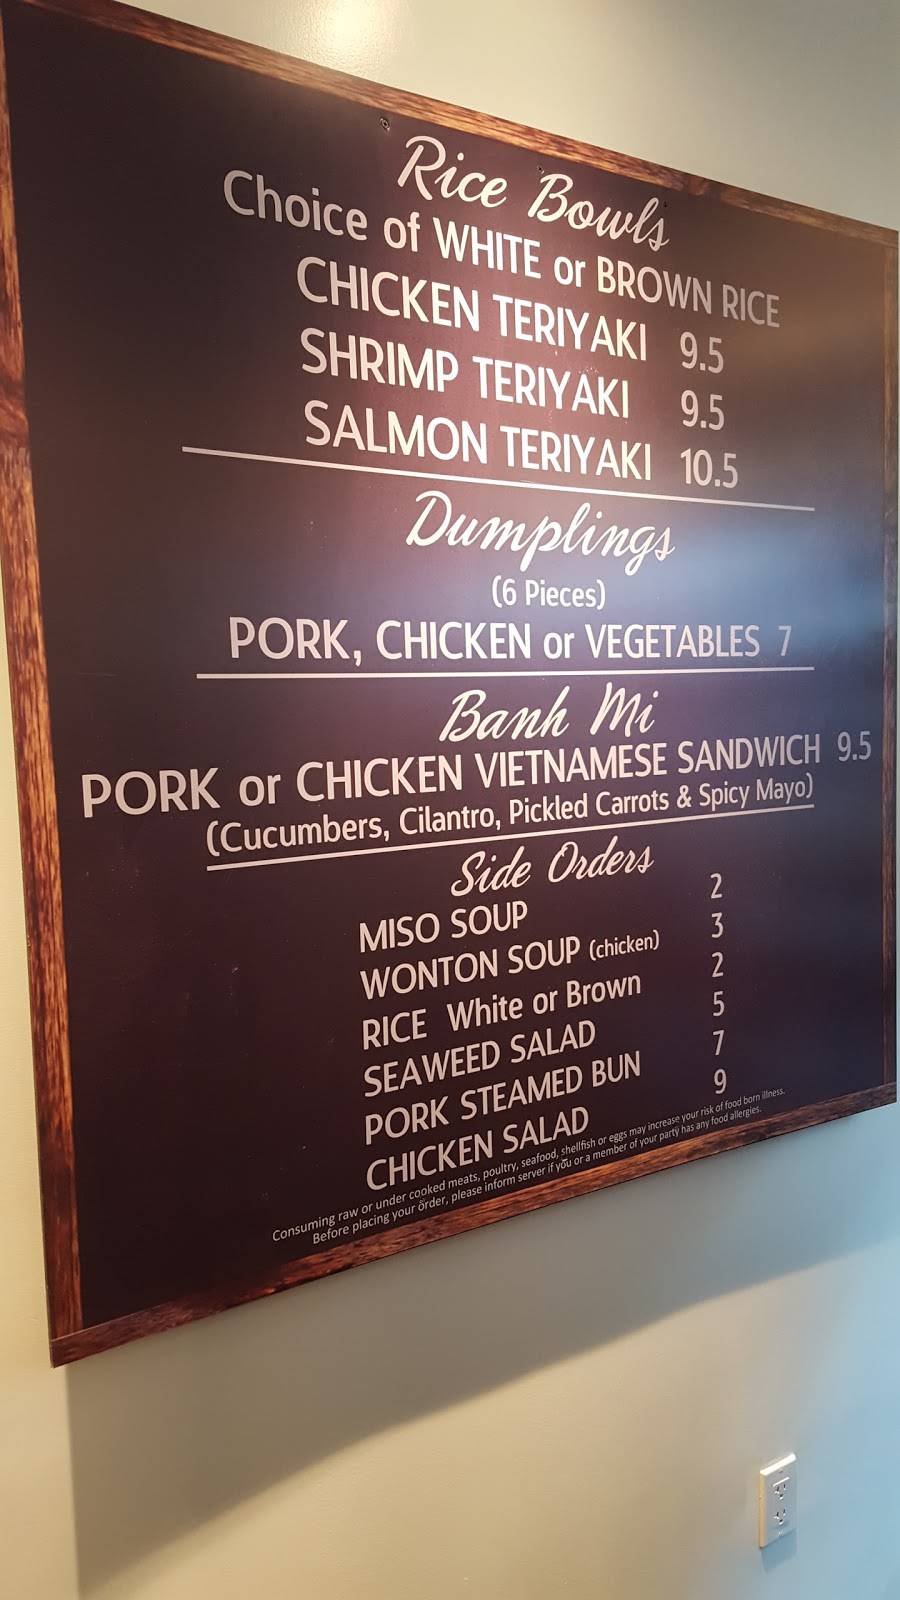 Rice Bowls
Choice of WHITE or BROWN RICE
CHICKEN TERIYAKI 9.5
SHRIMP TERIYAKI 9.5
SALMON TERIYAKI 10.5
Dumplings
(6 Pieces)
PORK, CHICKEN or VEGETABLES 7
Banh Mi
PORK or CHICKEN VIETNAMESE SANDWICH 9.5
(Cucumbers, Cilantro, Pickled Carrots & Spicy Mayo)
Side Orders
MISO SOUP 2
WONTON SOUP (chicken) 3
RICE White or Brown 2
SEAWEED SALAD 5
PORK STEAMED BUN 7
CHICKEN SALAD 9
Consuming raw or under cooked meats, poultry, seafood, shellfish or eggs may increase your risk of food born illness.
Before placing your order, please inform server if you or a member of your party has any food allergies.